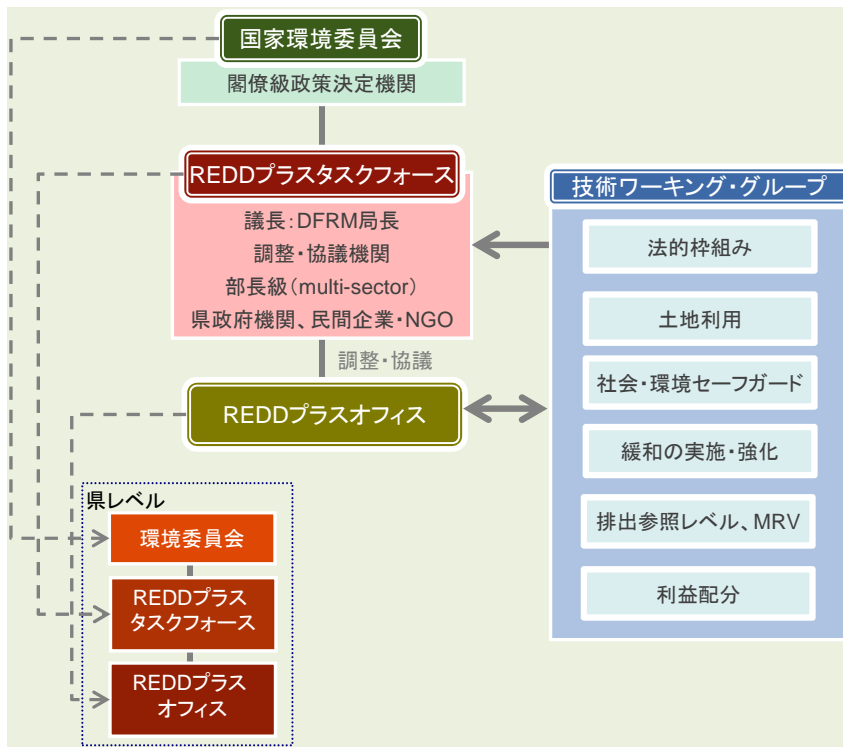 国家環境委員会
閣僚級政策決定機関
REDDプラスタスクフォース
議長：DFRM局長
調整・協議機関
部長級（multi-sector）
県政府機関、民間企業・NGO
調整・協議
REDDプラスオフィス
技術ワーキング・グループ
法的枠組み
土地利用
社会・環境セーフガード
緩和の実施・強化
排出参照レベル、MRV
利益配分
県レベル
環境委員会
REDDプラス
タスクフォース
REDDプラス
オフィス